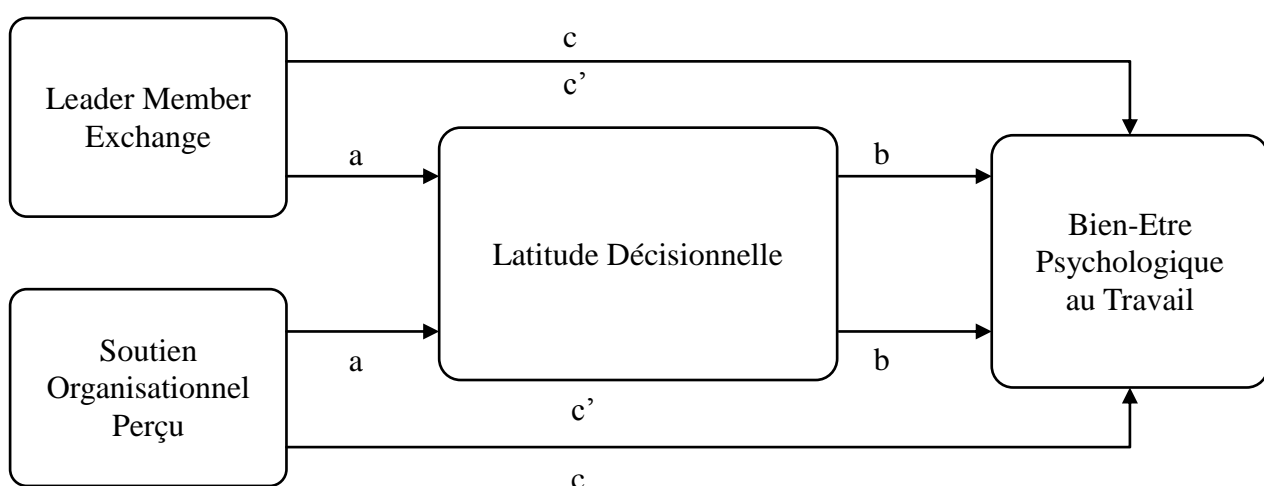 c
c’
Leader Member
Exchange
a
b
Latitude Décisionnelle
Bien-Etre
Psychologique
au Travail
Soutien
Organisationnel
Perçu
a
b
c’
c